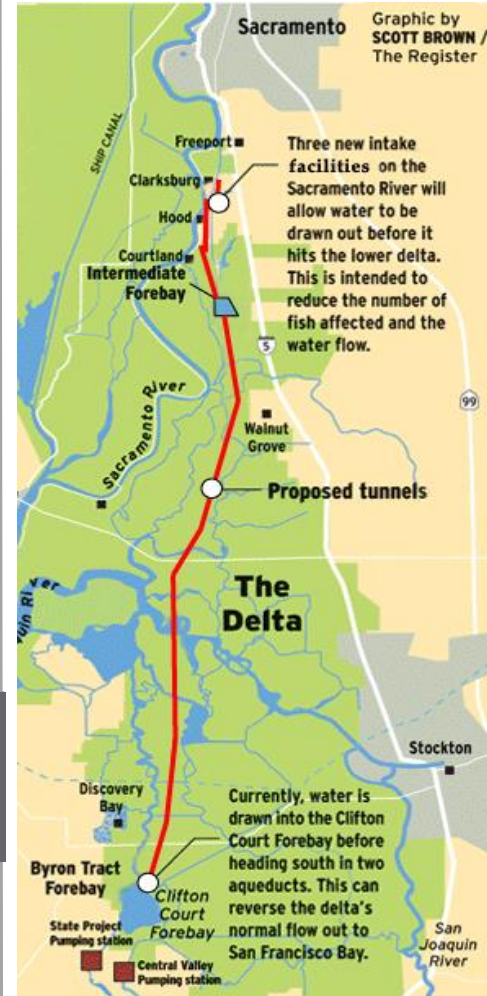 Sacramento
Graphic by
SCOTT BROWN /
The Register
SHIP CANAL
Freeport
Three new intake
facilities on the
Sacramento River will
allow water to be
drawn out before it
hits the lower delta.
This is intended to
reduce the number of
fish affected and the
water flow.
Clarksburg
Hood
Courtland
Intermediate
Forebay
5
99
Sacramento River
Walnut
Grove
Proposed tunnels
The
Delta
River
Stockton
Discovery
Bay
Currently, water is
drawn into the Clifton
Court Forebay before
heading south in two
aqueducts. This can
reverse the delta's
normal flow out to
San Francisco Bay.
Byron Tract
Forebay
Clifton
Court
Forebay
State Project
Pumping station
Central Valley
Pumping station
San
Joaquin
River